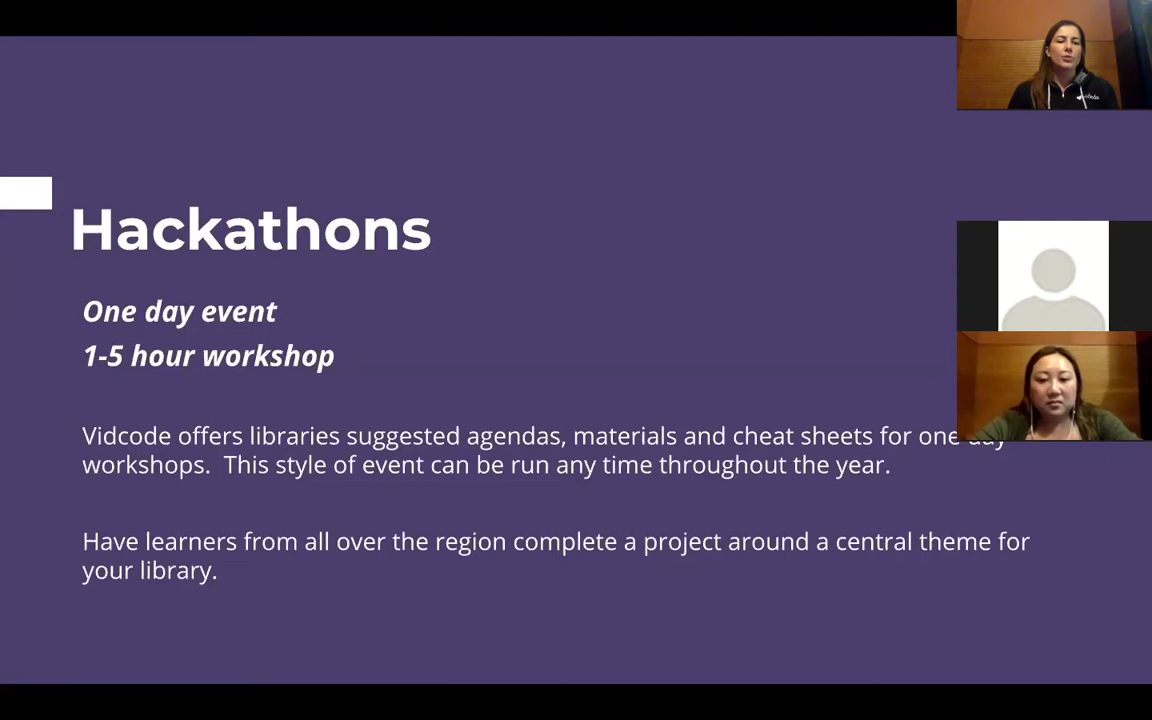 Hackathons
One day event
1-5 hour workshop
Vidcode offers libraries suggested agendas, materials and cheat sheets for one day
workshops. This style of event can be run any time throughout the year.
Have learners from all over the region complete a project around a central theme for
your library.